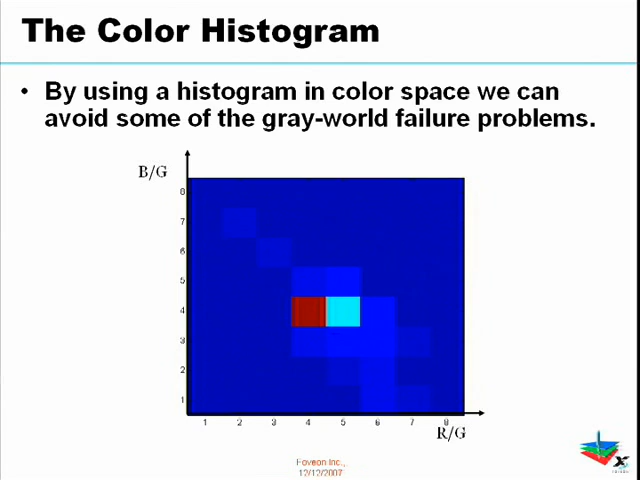 The Color Histogram
• By using a histogram in color space we can
avoid some of the gray-world failure problems.
B/G
8
7
6
5
4
3
2
1
1 2 3 4 5 6 7 8
R/G
Foveon Inc.,
12/12/2007
X3